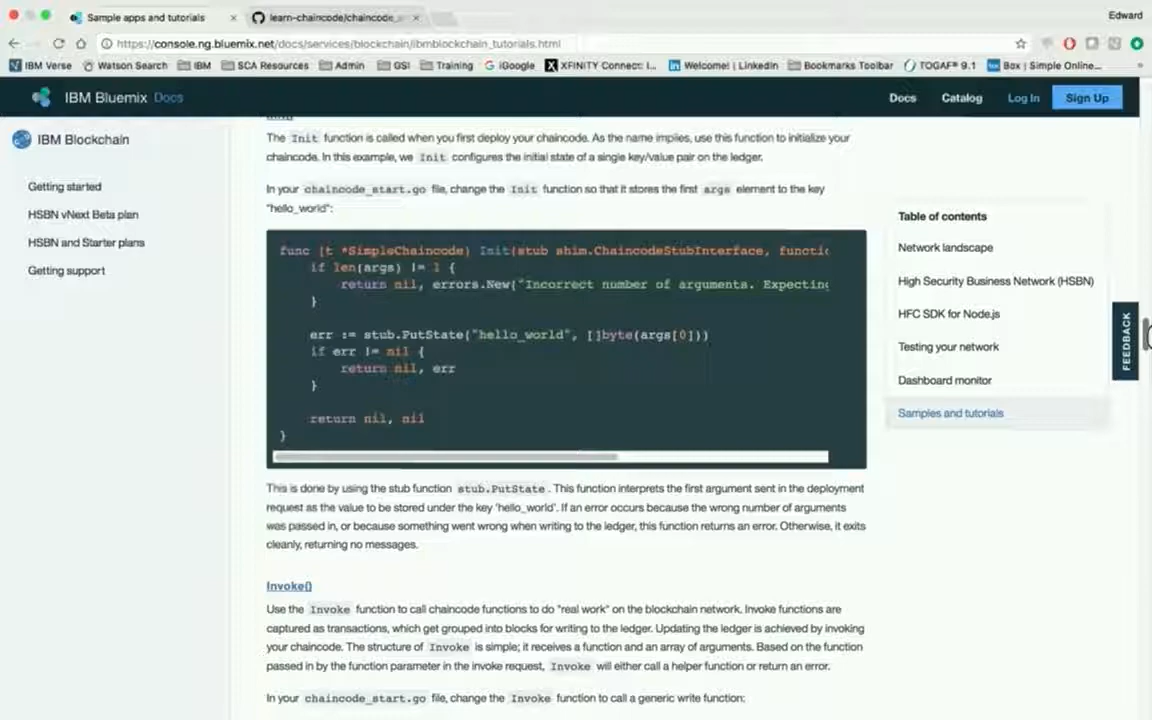 Sample apps and tutorials
learn-chaincode/chaincode_s
Edward
https://console.ng.bluemix.net/docs/services/blockchain/ibmblockchain_tutorials.html
IBM Verse Watson Search IBM SCA Resources Admin GSI Training iGoogle XFINITY Connect: I... Welcome! | LinkedIn Bookmarks Toolbar TOGAF® 9.1 Box | Simple Online...
IBM Bluemix Docs
Docs Catalog Log In Sign Up
IBM Blockchain
Getting started
HSBN vNext Beta plan
HSBN and Starter plans
Getting support
The Init function is called when you first deploy your chaincode. As the name implies, use this function to initialize your
chaincode. In this example, we Init configures the initial state of a single key/value pair on the ledger.
In your chaincode_start.go file, change the Init function so that it stores the first args element to the key
"hello_world":
func (t *SimpleChaincode) Init(stub shim.ChaincodeStubInterface, functio
if len(args) != 1 {
return nil, errors.New("Incorrect number of arguments. Expecting
}
err := stub.PutState("hello_world", []byte(args[0]))
if err != nil {
return nil, err
}
return nil, nil
}
This is done by using the stub function stub.PutState. This function interprets the first argument sent in the deployment
request as the value to be stored under the key 'hello_world'. If an error occurs because the wrong number of arguments
was passed in, or because something went wrong when writing to the ledger, this function returns an error. Otherwise, it exits
cleanly, returning no messages.
Invoke()
Use the Invoke function to call chaincode functions to do "real work" on the blockchain network. Invoke functions are
captured as transactions, which get grouped into blocks for writing to the ledger. Updating the ledger is achieved by invoking
your chaincode. The structure of Invoke is simple; it receives a function and an array of arguments. Based on the function
passed in by the function parameter in the invoke request, Invoke will either call a helper function or return an error.
In your chaincode_start.go file, change the Invoke function to call a generic write function:
Table of contents
Network landscape
High Security Business Network (HSBN)
HFC SDK for Node.js
Testing your network
Dashboard monitor
Samples and tutorials
FEEDBACK